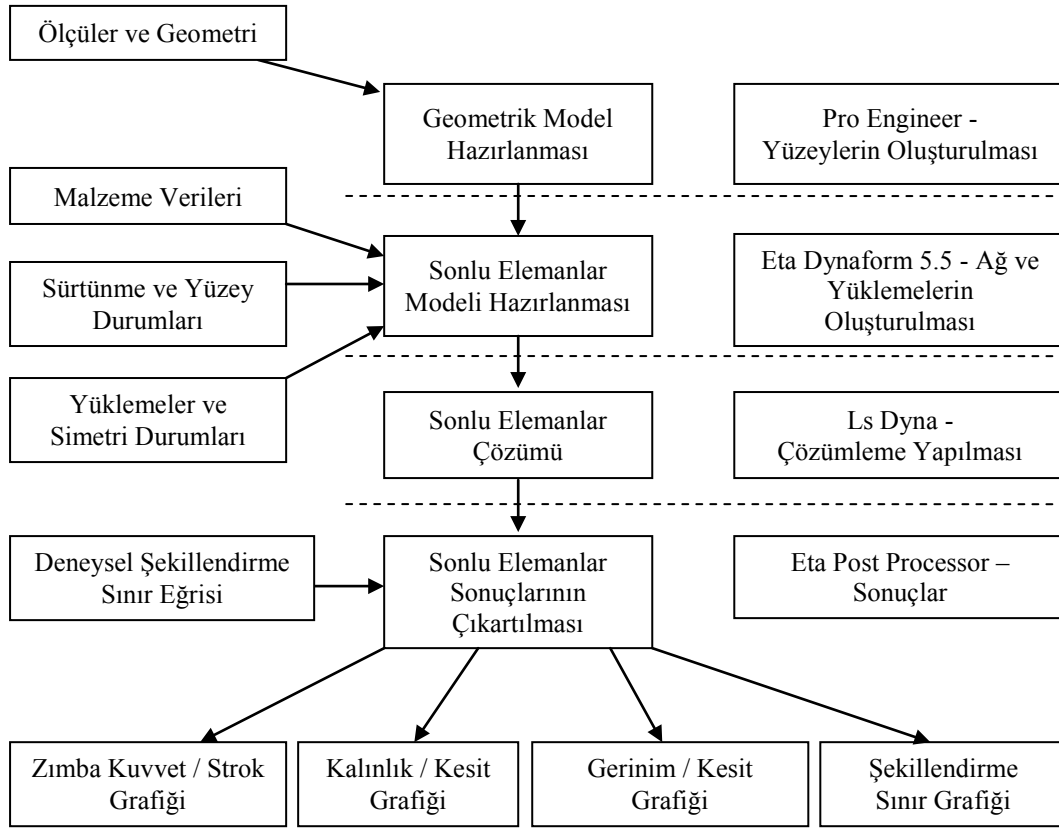 Ölçüler ve Geometri
Geometrik Model
Hazırlanması
Pro Engineer -
Yüzeylerin Oluşturulması
Malzeme Verileri
Sürtünme ve Yüzey
Durumları
Yüklemeler ve
Simetri Durumları
Sonlu Elemanlar
Modeli Hazırlanması
Eta Dynaform 5.5 - Ağ ve
Yüklemelerin
Oluşturulması
Sonlu Elemanlar
Çözümü
Ls Dyna -
Çözümleme Yapılması
Deneysel Şekillendirme
Sınır Eğrisi
Sonlu Elemanlar
Sonuçlarının
Çıkartılması
Eta Post Processor –
Sonuçlar
Zımba Kuvvet / Strok
Grafiği
Kalınlık / Kesit
Grafiği
Gerinim / Kesit
Grafiği
Şekillendirme
Sınır Grafiği